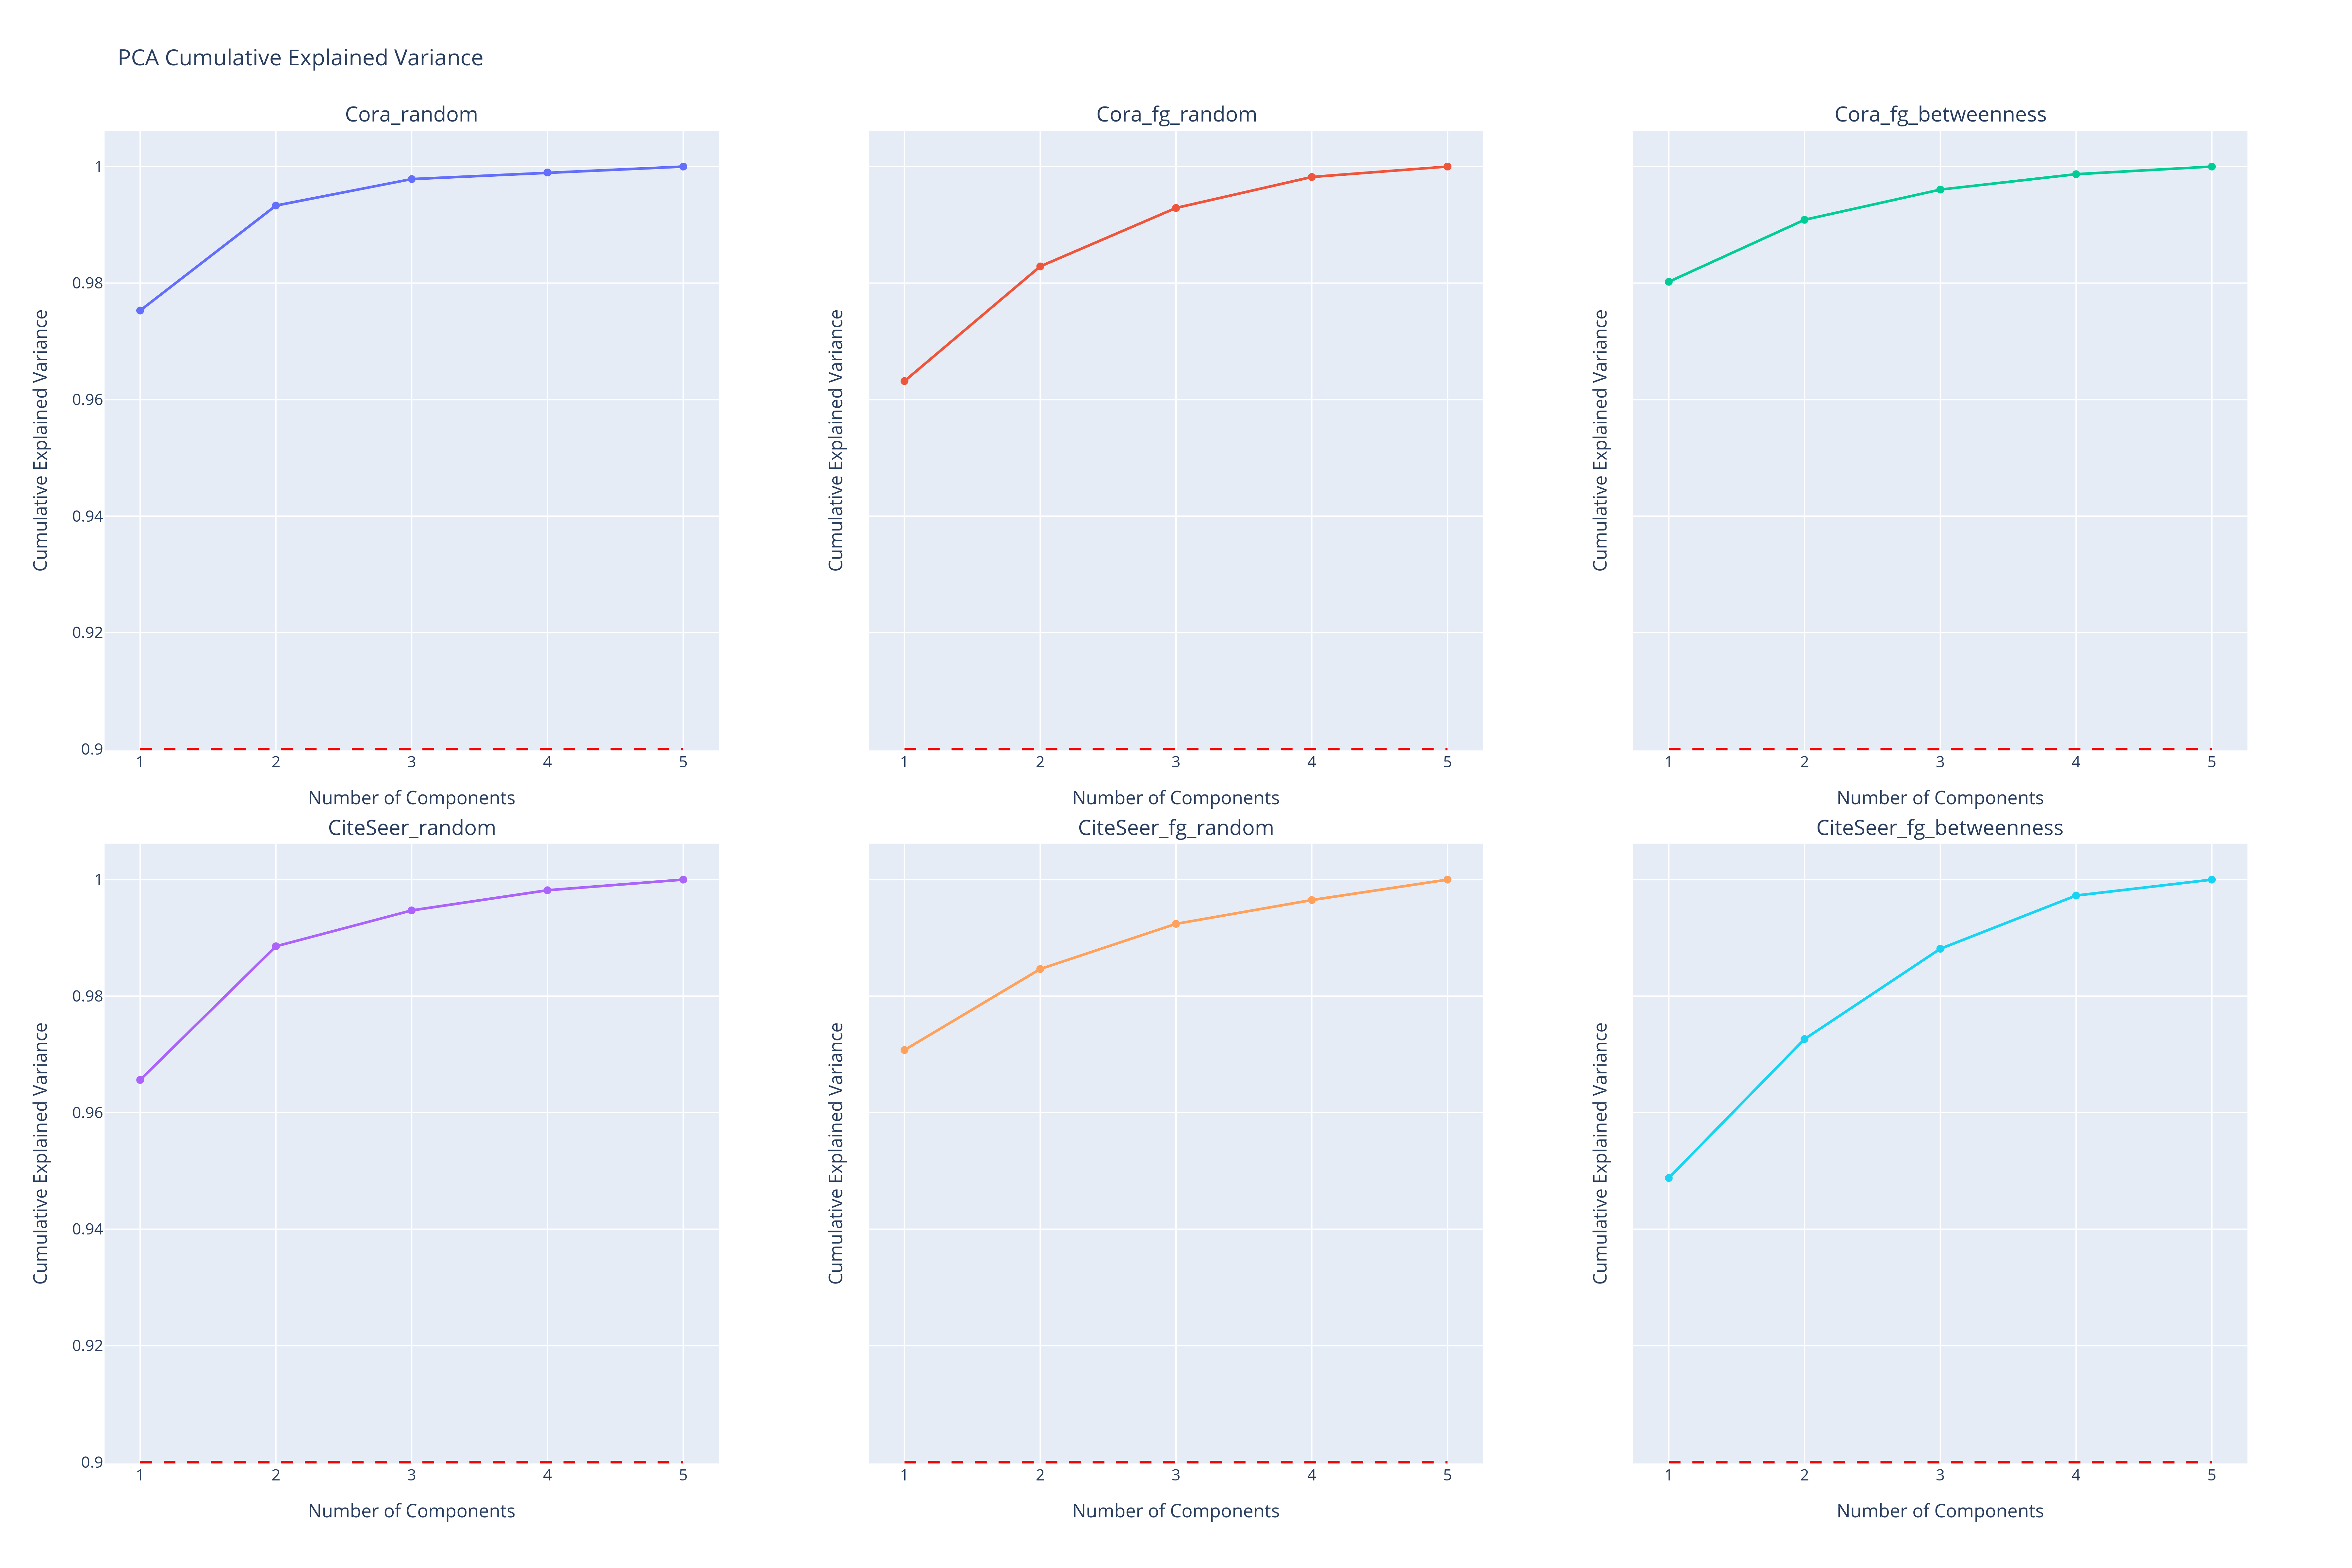 PCA Cumulative Explained Variance
Cora_random
Cora_fg_random
Cora_fg_betweenness
Cumulative Explained Variance
1
0.98
0.96
0.94
0.92
0.9
1 2 3 4 5
Number of Components
Cumulative Explained Variance
1 2 3 4 5
Number of Components
Cumulative Explained Variance
1 2 3 4 5
Number of Components
CiteSeer_random
CiteSeer_fg_random
CiteSeer_fg_betweenness
Cumulative Explained Variance
1
0.98
0.96
0.94
0.92
0.9
1 2 3 4 5
Number of Components
Cumulative Explained Variance
1 2 3 4 5
Number of Components
Cumulative Explained Variance
1 2 3 4 5
Number of Components